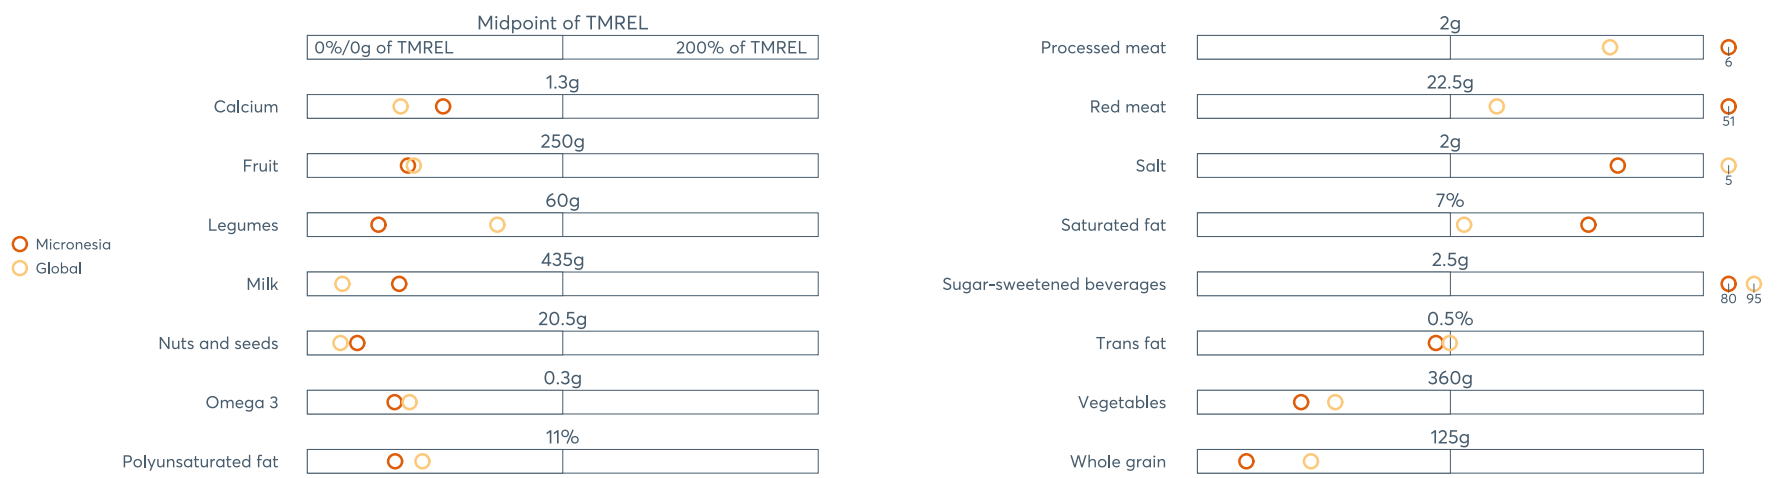 Midpoint of TMREL
0%/0g of TMREL 200% of TMREL
1.3g
Calcium
250g
Fruit
60g
Legumes
435g
Milk
20.5g
Nuts and seeds
0.3g
Omega 3
11%
Polyunsaturated fat
Micronesia
Global
2g
Processed meat
6
22.5g
Red meat
51
2g
Salt
5
7%
Saturated fat
2.5g
Sugar-sweetened beverages
80 95
0.5%
Trans fat
360g
Vegetables
125g
Whole grain